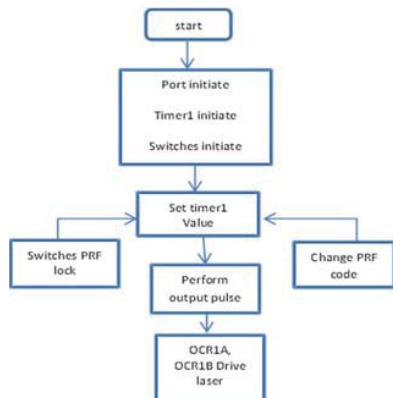 start
Port initiate
Timer1 initiate
Switches initiate
Set timer1
Value
Switches PRF
lock
Change PRF
code
Perform
output pulse
OCR1A,
OCR1B Drive
laser